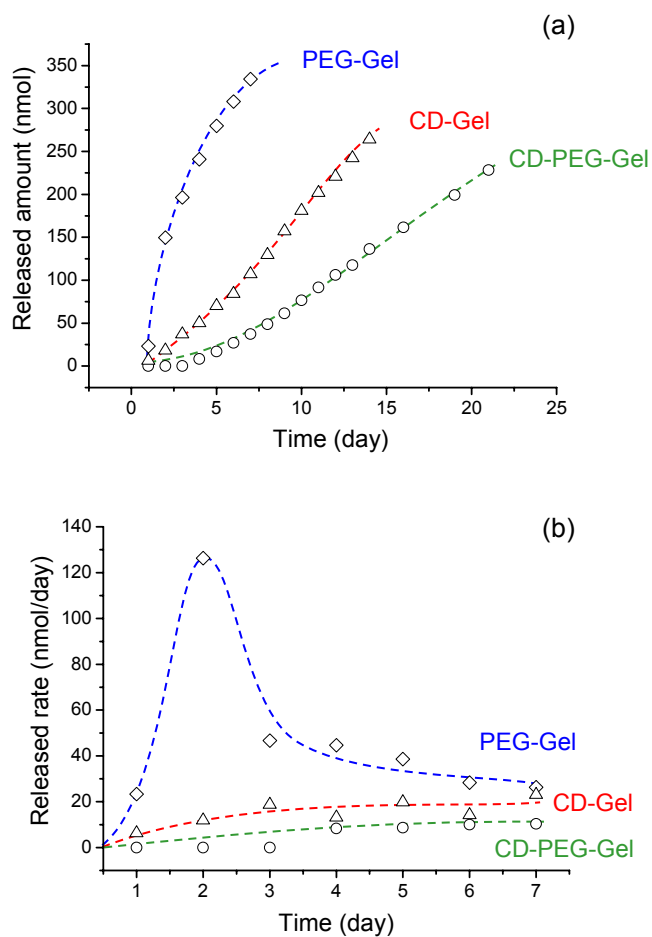 (a)
PEG-Gel
CD-Gel
CD-PEG-Gel
Released amount (nmol)
350
300
250
200
150
100
50
0
0 5 10 15 20 25
Time (day)
(b)
PEG-Gel
CD-Gel
CD-PEG-Gel
Released rate (nmol/day)
140
120
100
80
60
40
20
0
1 2 3 4 5 6 7
Time (day)